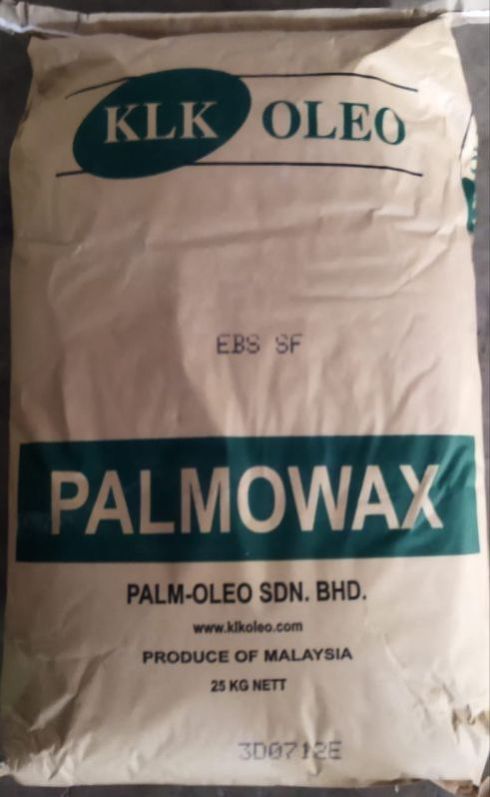 KLK OLEO
EBS SF
PALMOWAX
PALM-OLEO SDN. BHD.
www.klkoleo.com
PRODUCE OF MALAYSIA
25 KG NETT
3D0712E